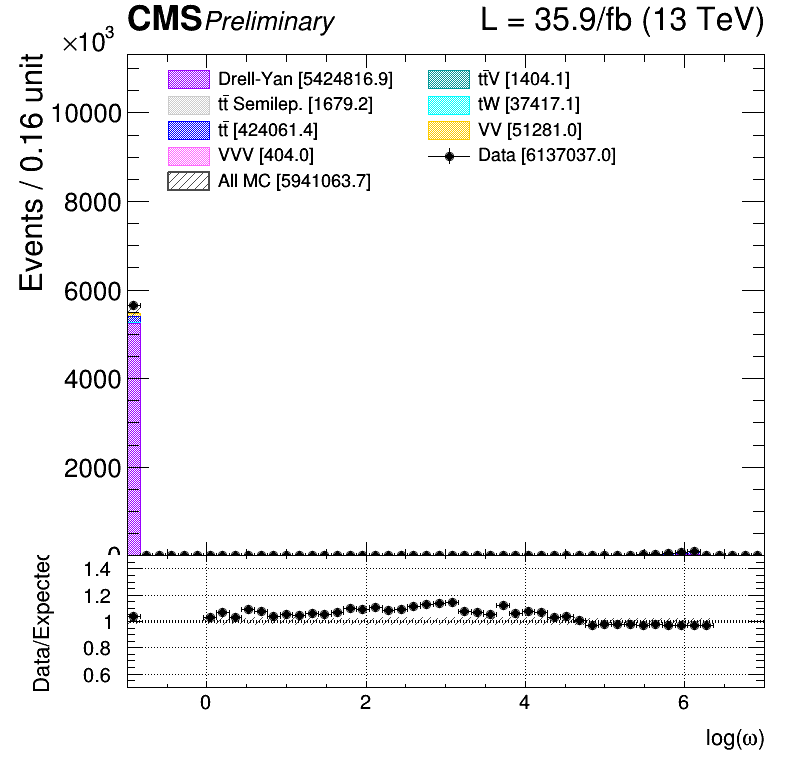 CMS Preliminary L = 35.9/fb (13 TeV)
×10³
Events / 0.16 unit
Drell-Yan [5424816.9]
tt̄ Semilep. [1679.2]
tt̄ [424061.4]
VVV [404.0]
All MC [5941063.7]
tt̄V [1404.1]
tW [37417.1]
VV [51281.0]
Data [6137037.0]
10000
8000
6000
4000
2000
0
Data/Expected
1.4
1.2
1
0.8
0.6
0 2 4 6
log(ω)